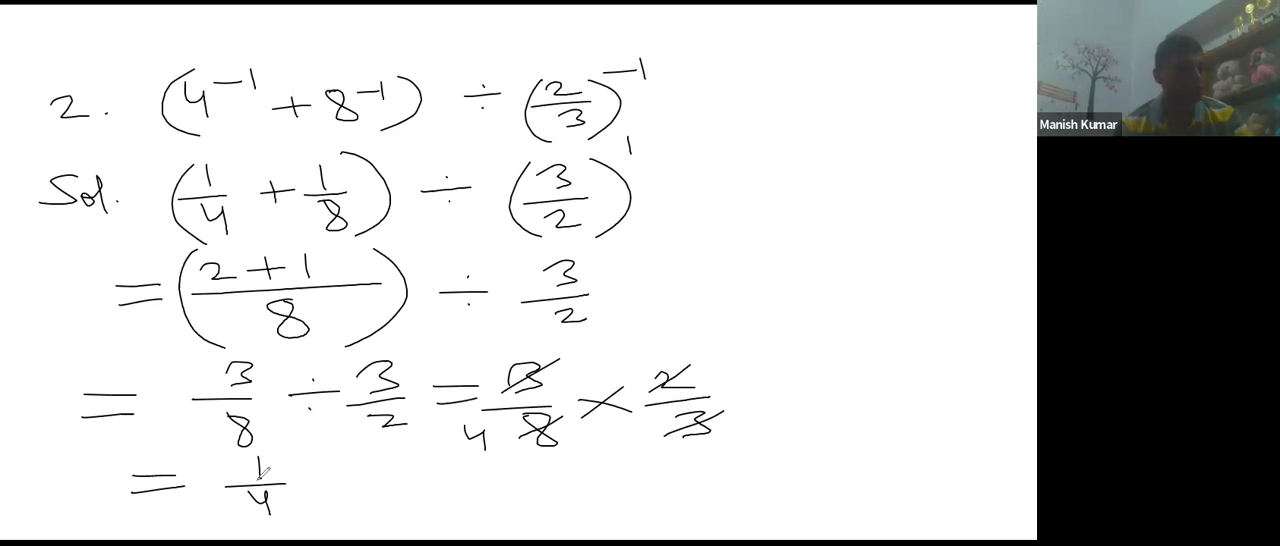 2. (4⁻¹ + 8⁻¹) ÷ (2/3)⁻¹
Sol. (1/4 + 1/8) ÷ (3/2)¹
= ((2 + 1)/8) ÷ 3/2
= 3/8 ÷ 3/2 = 3/8 4 × 2/3
= 1/4
Manish Kumar